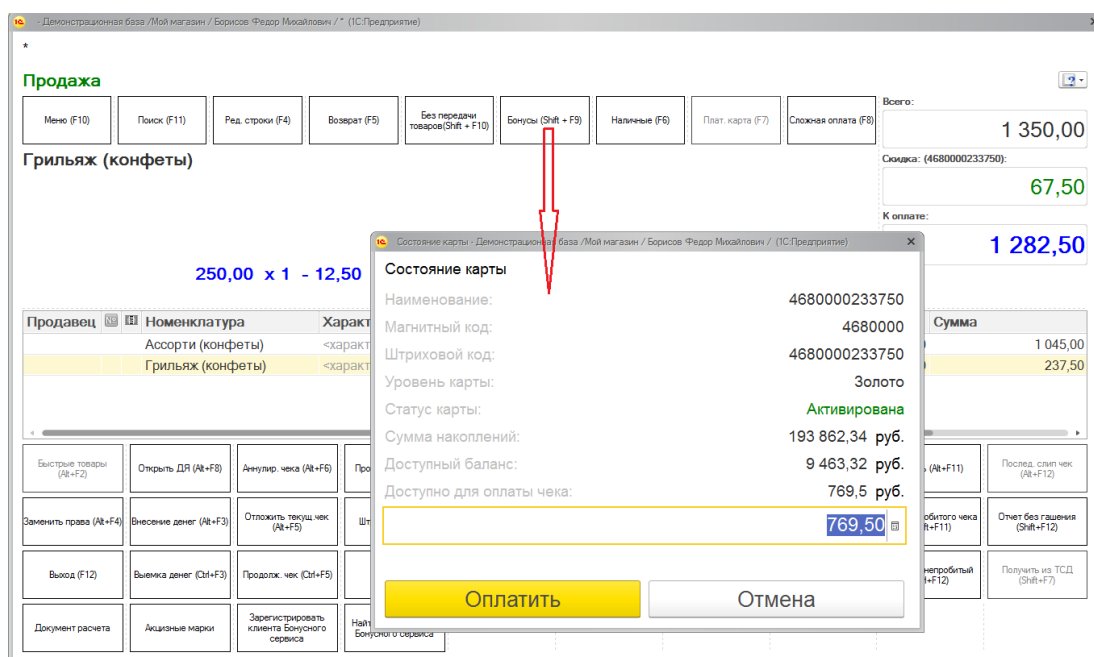 - Демонстрационная база /Мой магазин / Борисов Федор Михайлович / * (1С:Предприятие)
*
Продажа
Меню (F10)
Поиск (F11)
Ред. строки (F4)
Возврат (F5)
Без передачи
товаров(Shift + F10)
Бонусы (Shift + F9)
Наличные (F6)
Плат. карта (F7)
Сложная оплата (F8)
Всего:
1 350,00
Грильяж (конфеты)
Скидка: (4680000233750):
67,50
К оплате:
1 282,50
250,00 x 1 - 12,50
Состояние карты - Демонстрационная база /Мой магазин / Борисов Федор Михайлович / (1С:Предприятие)
Состояние карты
Наименование: 4680000233750
Магнитный код: 4680000
Штриховой код: 4680000233750
Уровень карты: Золото
Статус карты: Активирована
Сумма накоплений: 193 862,34 руб.
Доступный баланс: 9 463,32 руб.
Доступно для оплаты чека: 769,5 руб.
769,50
Оплатить
Отмена
Продавец Номенклатура Сумма
Ассорти (конфеты) 1 045,00
Грильяж (конфеты) 237,50
Быстрые товары
(Alt+F2)
Открыть ДЯ (Alt+F8)
Аннулир. чека (Alt+F6)
(Alt+F11)
Послед. слип чек
(Alt+F12)
Заменить права (Alt+F4)
Внесение денег (Alt+F3)
Отложить текущ.чек
(Alt+F5)
чека
Отчет без гашения
(Shift+F12)
Выход (F12)
Выемка денег (Ctrl+F3)
Продолж. чек (Ctrl+F5)
непробитый
Получить из ТСД
(Shift+F7)
Документ расчета
Акцизные марки
Зарегистрировать
клиента Бонусного
сервиса
Бонусного сервиса